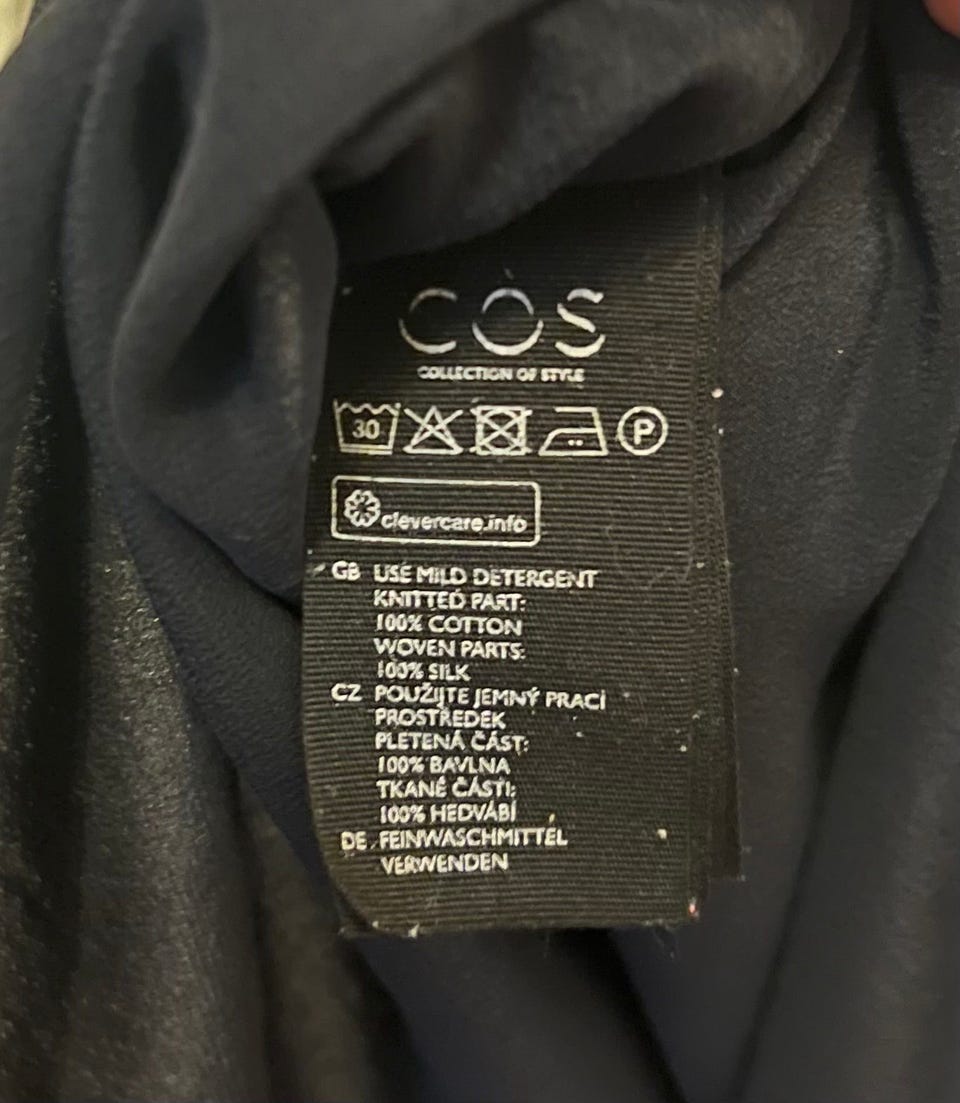 COS
COLLECTION OF STYLE
30 P
clevercare.info
GB USE MILD DETERGENT
KNITTED PART:
100% COTTON
WOVEN PARTS:
100% SILK
CZ POUŽIJTE JEMNÝ PRACÍ
PROSTŘEDEK
PLETENÁ ČÁST:
100% BAVLNA
TKANÉ ČÁSTI:
100% HEDVÁBÍ
DE FEINWASCHMITTEL
VERWENDEN